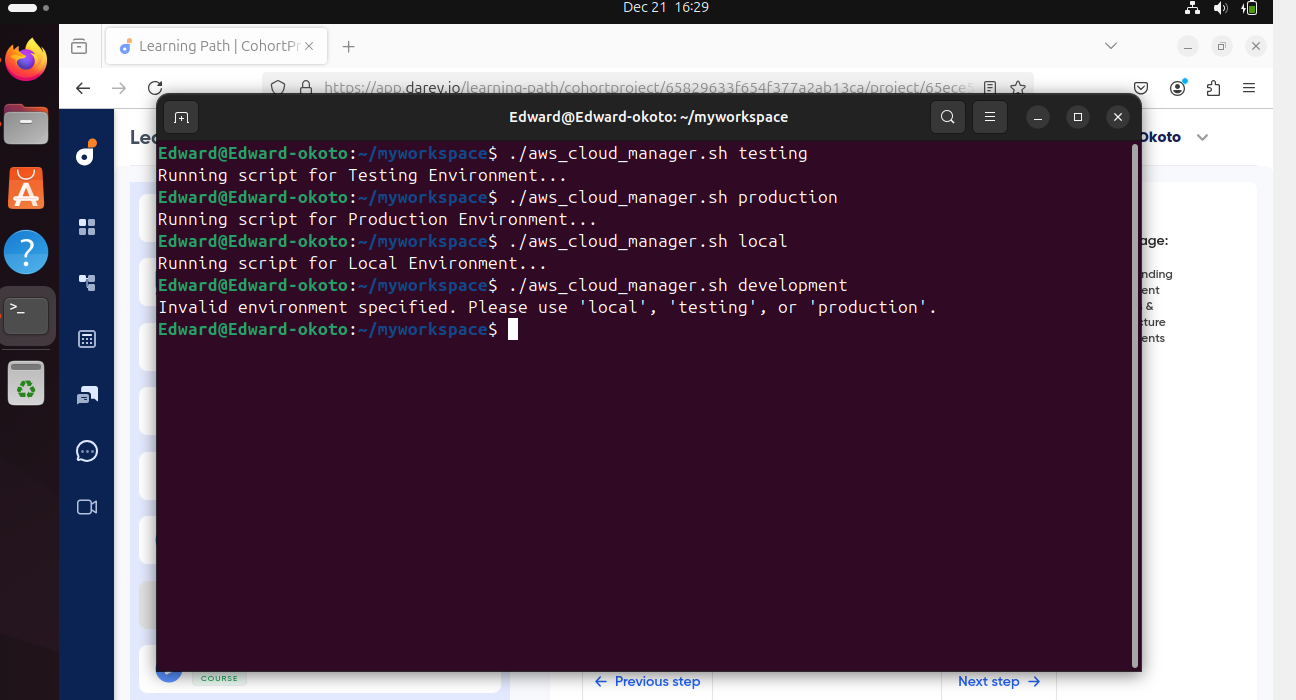 Dec 21 16:29
Learning Path | CohortPr
https://app.darey.io/learning-path/cohortproject/65829633f654f377a2ab13ca/project/65ece5
Edward@Edward-okoto: ~/myworkspace
Okoto
Edward@Edward-okoto:~/myworkspace$ ./aws_cloud_manager.sh testing
Running script for Testing Environment...
Edward@Edward-okoto:~/myworkspace$ ./aws_cloud_manager.sh production
Running script for Production Environment...
Edward@Edward-okoto:~/myworkspace$ ./aws_cloud_manager.sh local
Running script for Local Environment...
Edward@Edward-okoto:~/myworkspace$ ./aws_cloud_manager.sh development
Invalid environment specified. Please use 'local', 'testing', or 'production'.
Edward@Edward-okoto:~/myworkspace$
age:
nding
ent
&
cture
ents
COURSE
← Previous step
Next step →